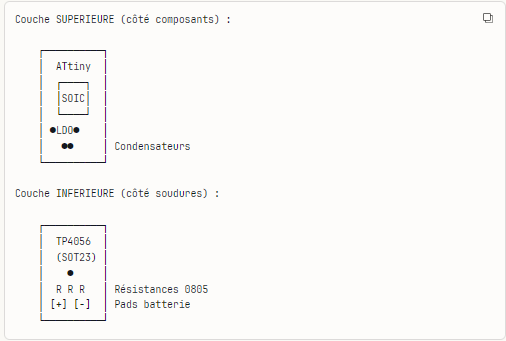 Couche SUPERIEURE (côté composants) :
ATtiny
SOIC
●LDO●
●●
Condensateurs
Couche INFERIEURE (côté soudures) :
TP4056
(SOT23)
●
R R R
Résistances 0805
[+] [-]
Pads batterie